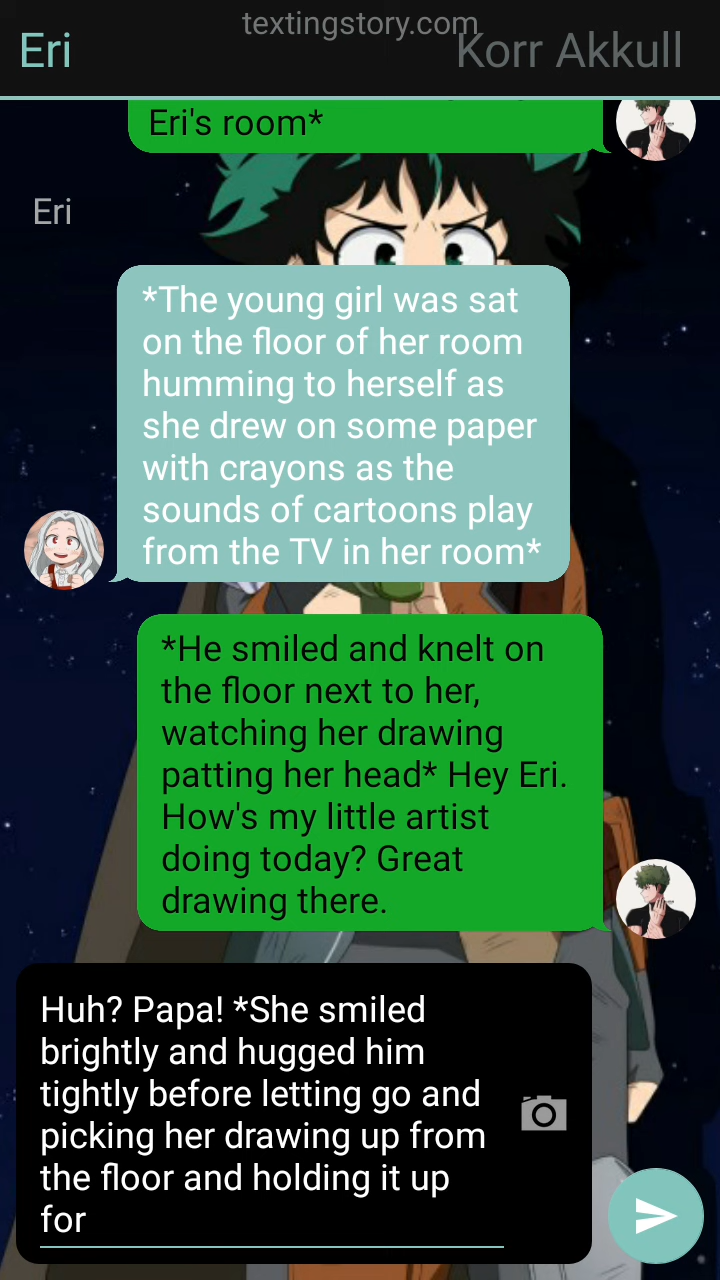 textingstory.com
Eri
Korr Akkull
Eri's room*
Eri
*The young girl was sat
on the floor of her room
humming to herself as
she drew on some paper
with crayons as the
sounds of cartoons play
from the TV in her room*
*He smiled and knelt on
the floor next to her,
watching her drawing
patting her head* Hey Eri.
How's my little artist
doing today? Great
drawing there.
Huh? Papa! *She smiled
brightly and hugged him
tightly before letting go and
picking her drawing up from
the floor and holding it up
for